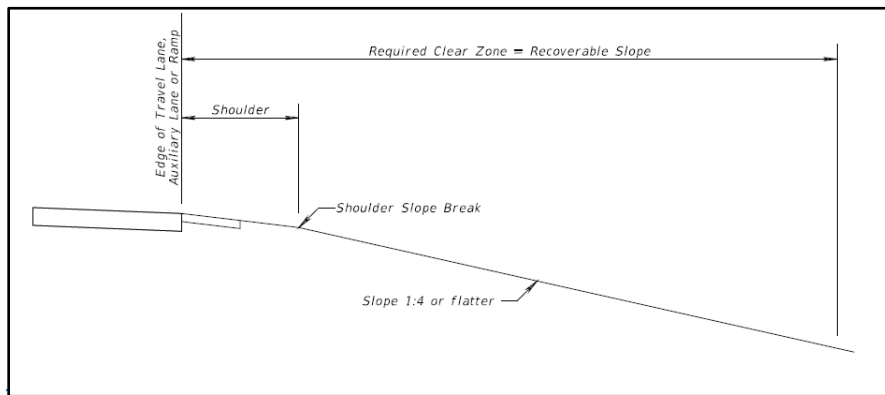 Edge of Travel Lane,
Auxiliary Lane or Ramp
Required Clear Zone = Recoverable Slope
Shoulder
Shoulder Slope Break
Slope 1:4 or flatter